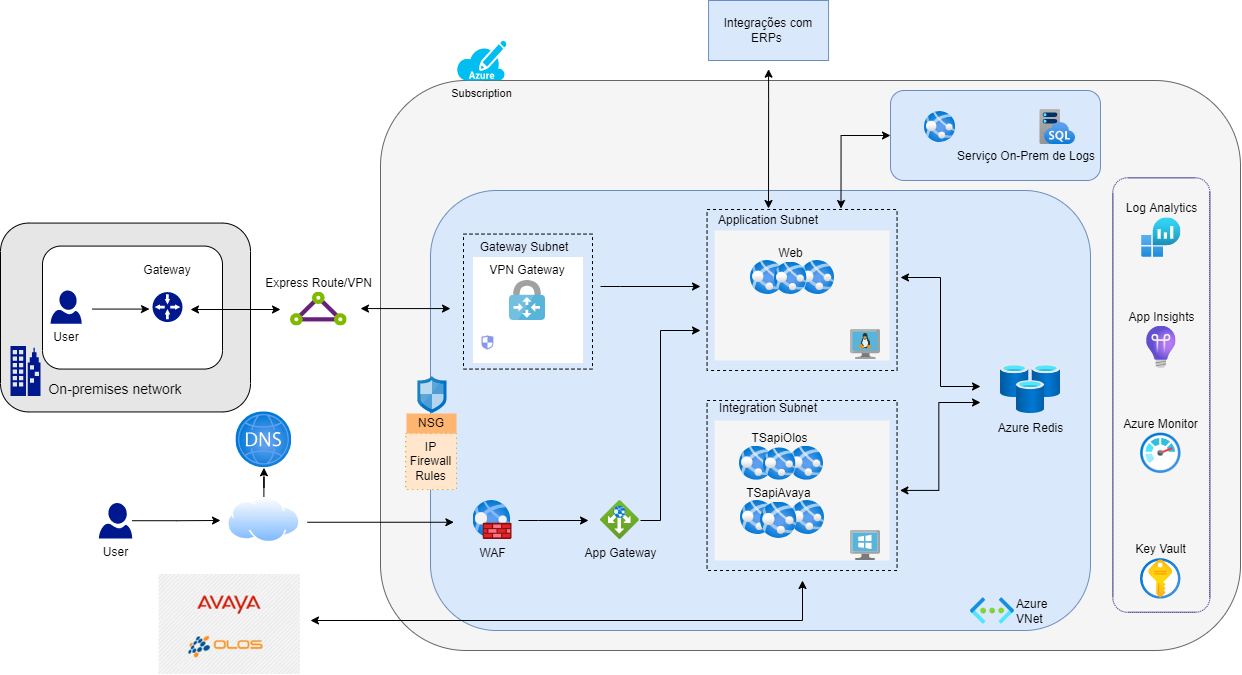 Integrações com
ERPs
Azure
Subscription
SQL
Serviço On-Prem de Logs
Log Analytics
App Insights
Azure Monitor
Key Vault
Application Subnet
Web
Gateway Subnet
VPN Gateway
Express Route/VPN
Gateway
User
On-premises network
NSG
IP
Firewall
Rules
DNS
User
WAF
App Gateway
Integration Subnet
TSapiOlos
TSapiAvaya
Azure Redis
Azure
VNet
AVAYA
OLOS